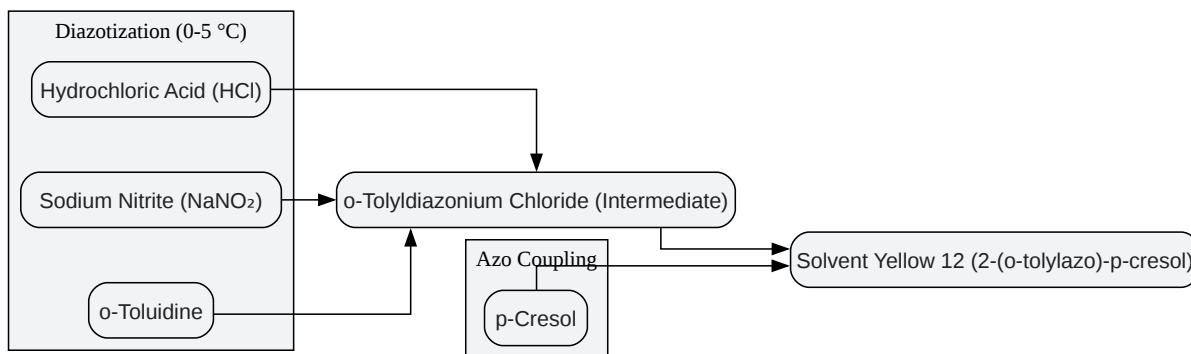 Diazotization (0-5 °C)
Hydrochloric Acid (HCl)
Sodium Nitrite (NaNO₂)
o-Toluidine
o-Tolyldiazonium Chloride (Intermediate)
Azo Coupling
p-Cresol
Solvent Yellow 12 (2-(o-tolylazo)-p-cresol)